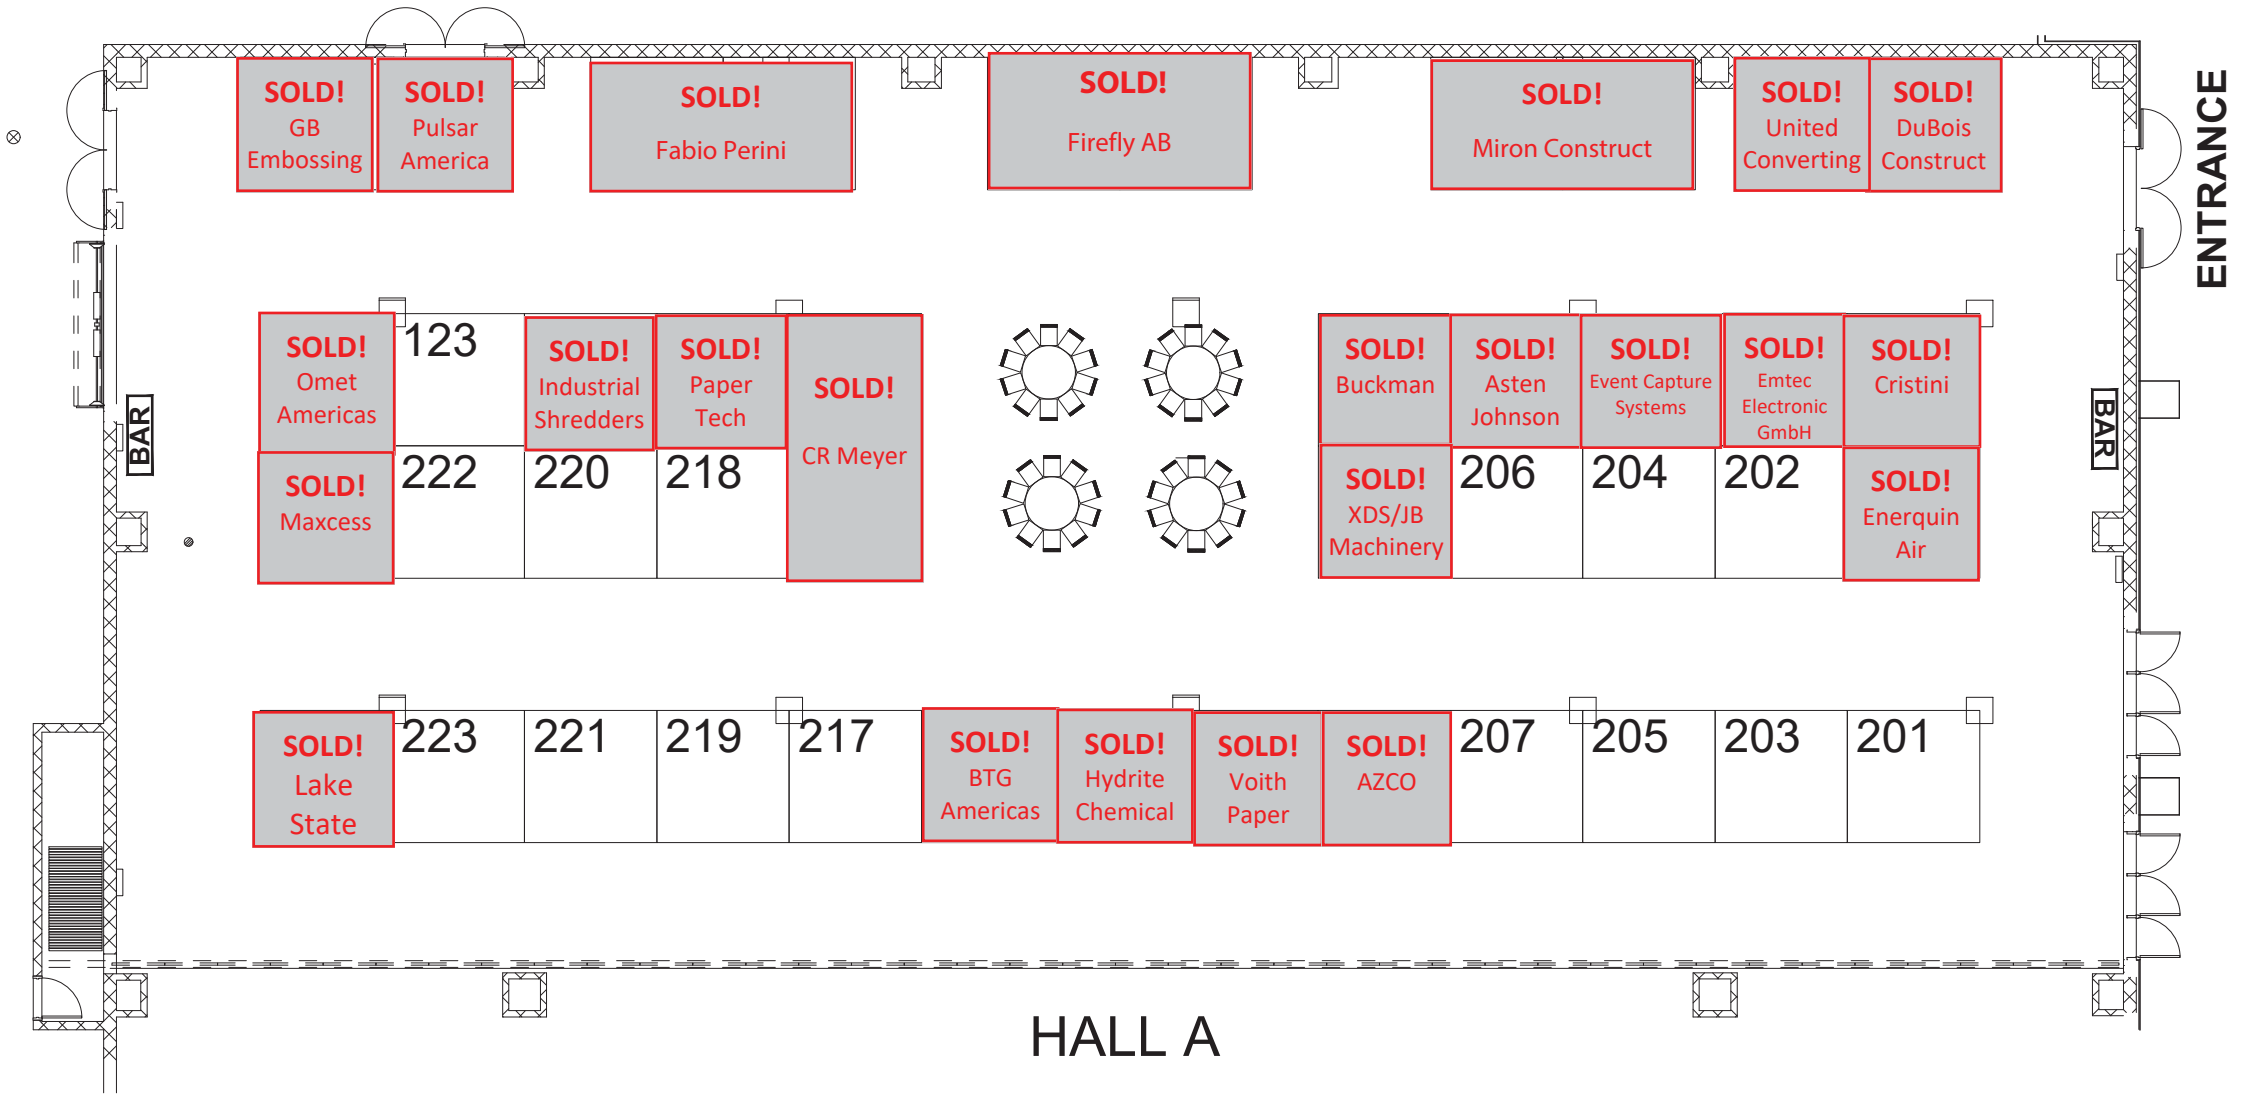 SOLD!
GB
Embossing
SOLD!
Pulsar
America
SOLD!
Fabio Perini
SOLD!
Firefly AB
SOLD!
Miron Construct
SOLD!
United
Converting
SOLD!
DuBois
Construct
ENTRANCE
SOLD!
Omet
Americas
123
SOLD!
Industrial
Shredders
SOLD!
Paper
Tech
SOLD!
CR Meyer
SOLD!
Buckman
SOLD!
Asten
Johnson
SOLD!
Event Capture
Systems
SOLD!
Emtec
Electronic
GmbH
SOLD!
Cristini
BAR
BAR
SOLD!
Maxcess
222
220
218
SOLD!
XDS/JB
Machinery
206
204
202
SOLD!
Enerquin
Air
SOLD!
Lake
State
223
221
219
217
SOLD!
BTG
Americas
SOLD!
Hydrite
Chemical
SOLD!
Voith
Paper
SOLD!
AZCO
207
205
203
201
HALL A